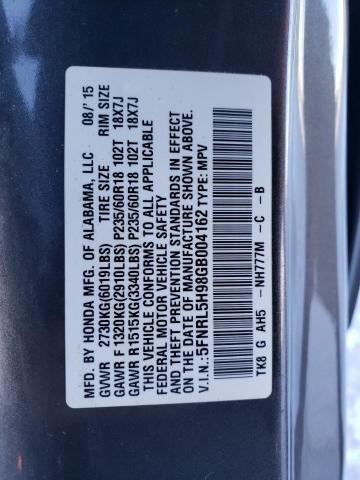 MFD. BY HONDA MFG. OF ALABAMA, LLC 08/'15
GVWR 2730KG(6019LBS) TIRE SIZE RIM SIZE
GAWR F 1320KG(2910LBS) P235/60R18 102T 18X7J
GAWR R1515KG(3340LBS) P235/60R18 102T 18X7J
THIS VEHICLE CONFORMS TO ALL APPLICABLE
FEDERAL MOTOR VEHICLE SAFETY
AND THEFT PREVENTION STANDARDS IN EFFECT
ON THE DATE OF MANUFACTURE SHOWN ABOVE.
V.I.N.:5FNRL5H98GB004162 TYPE: MPV
TK8 G AH5 - NH777M - C - B